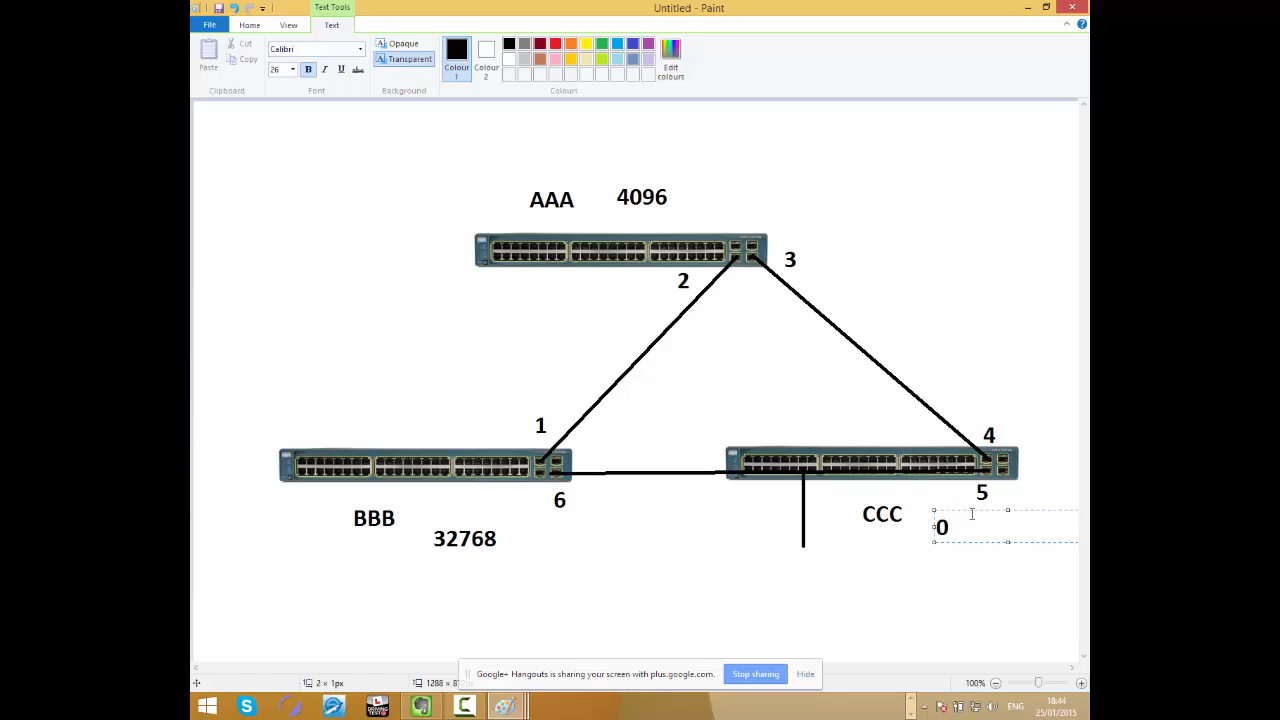 Text Tools
Untitled - Paint
File
Home
View
Text
Paste
Cut
Copy
Clipboard
Calibri
26
B I U abc
Font
Opaque
Transparent
Background
Colour 1
Colour 2
Edit colours
Colours
AAA 4096
2
3
1
4
6
5
BBB
32768
CCC
0
Google+ Hangouts is sharing your screen with plus.google.com.
Stop sharing
Hide
2 × 1px
100%
ENG
18:44
25/01/2015